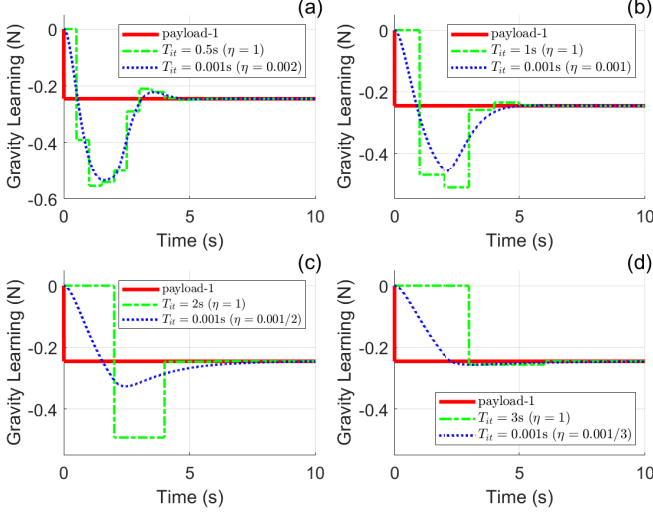 (a)
Gravity Learning (N)
0
-0.2
-0.4
-0.6
payload-1
T_it = 0.5s (η = 1)
T_it = 0.001s (η = 0.002)
0
5
10
Time (s)
(b)
Gravity Learning (N)
0
-0.2
-0.4
payload-1
T_it = 1s (η = 1)
T_it = 0.001s (η = 0.001)
0
5
10
Time (s)
(c)
Gravity Learning (N)
0
-0.2
-0.4
payload-1
T_it = 2s (η = 1)
T_it = 0.001s (η = 0.001/2)
0
5
10
Time (s)
(d)
Gravity Learning (N)
0
-0.2
-0.4
payload-1
T_it = 3s (η = 1)
T_it = 0.001s (η = 0.001/3)
0
5
10
Time (s)